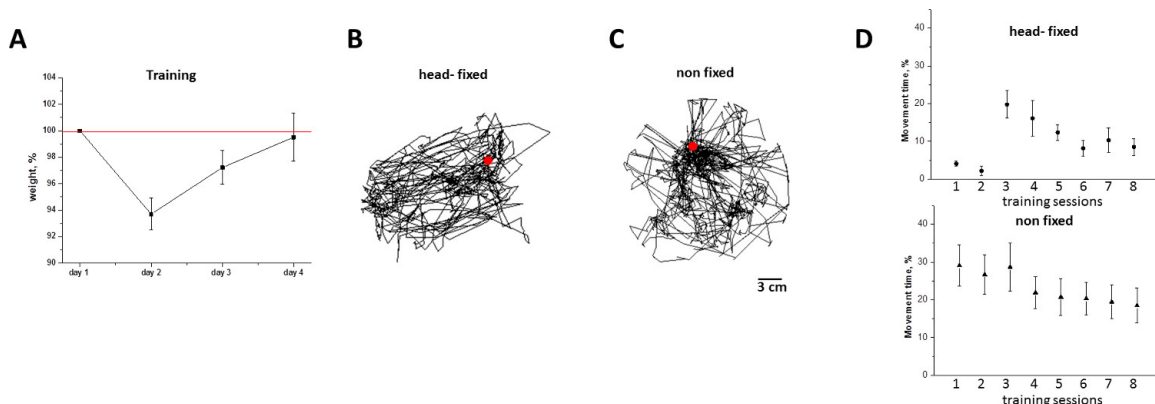 A
Training
104
102
100
98
96
94
92
90
weight, %
day 1
day 2
day 3
day 4
B
head- fixed
C
non fixed
3 cm
D
head- fixed
Movement time, %
40
30
20
10
0
1 2 3 4 5 6 7 8
training sessions
non fixed
Movement time, %
40
30
20
10
0
1 2 3 4 5 6 7 8
training sessions